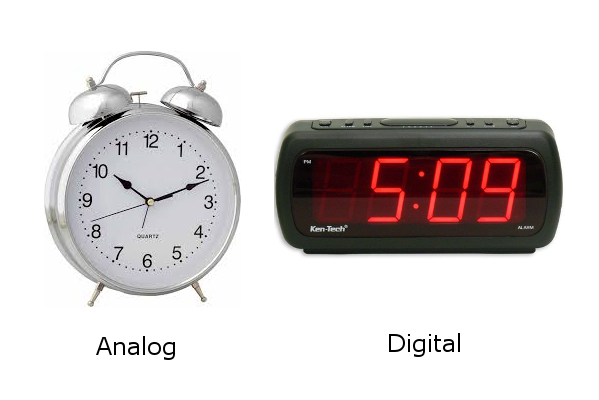 12
11 1
10 2
9 3
8 4
7 5
6
QUARTZ
PM
5:09
Ken-Tech
ALARM
Analog
Digital